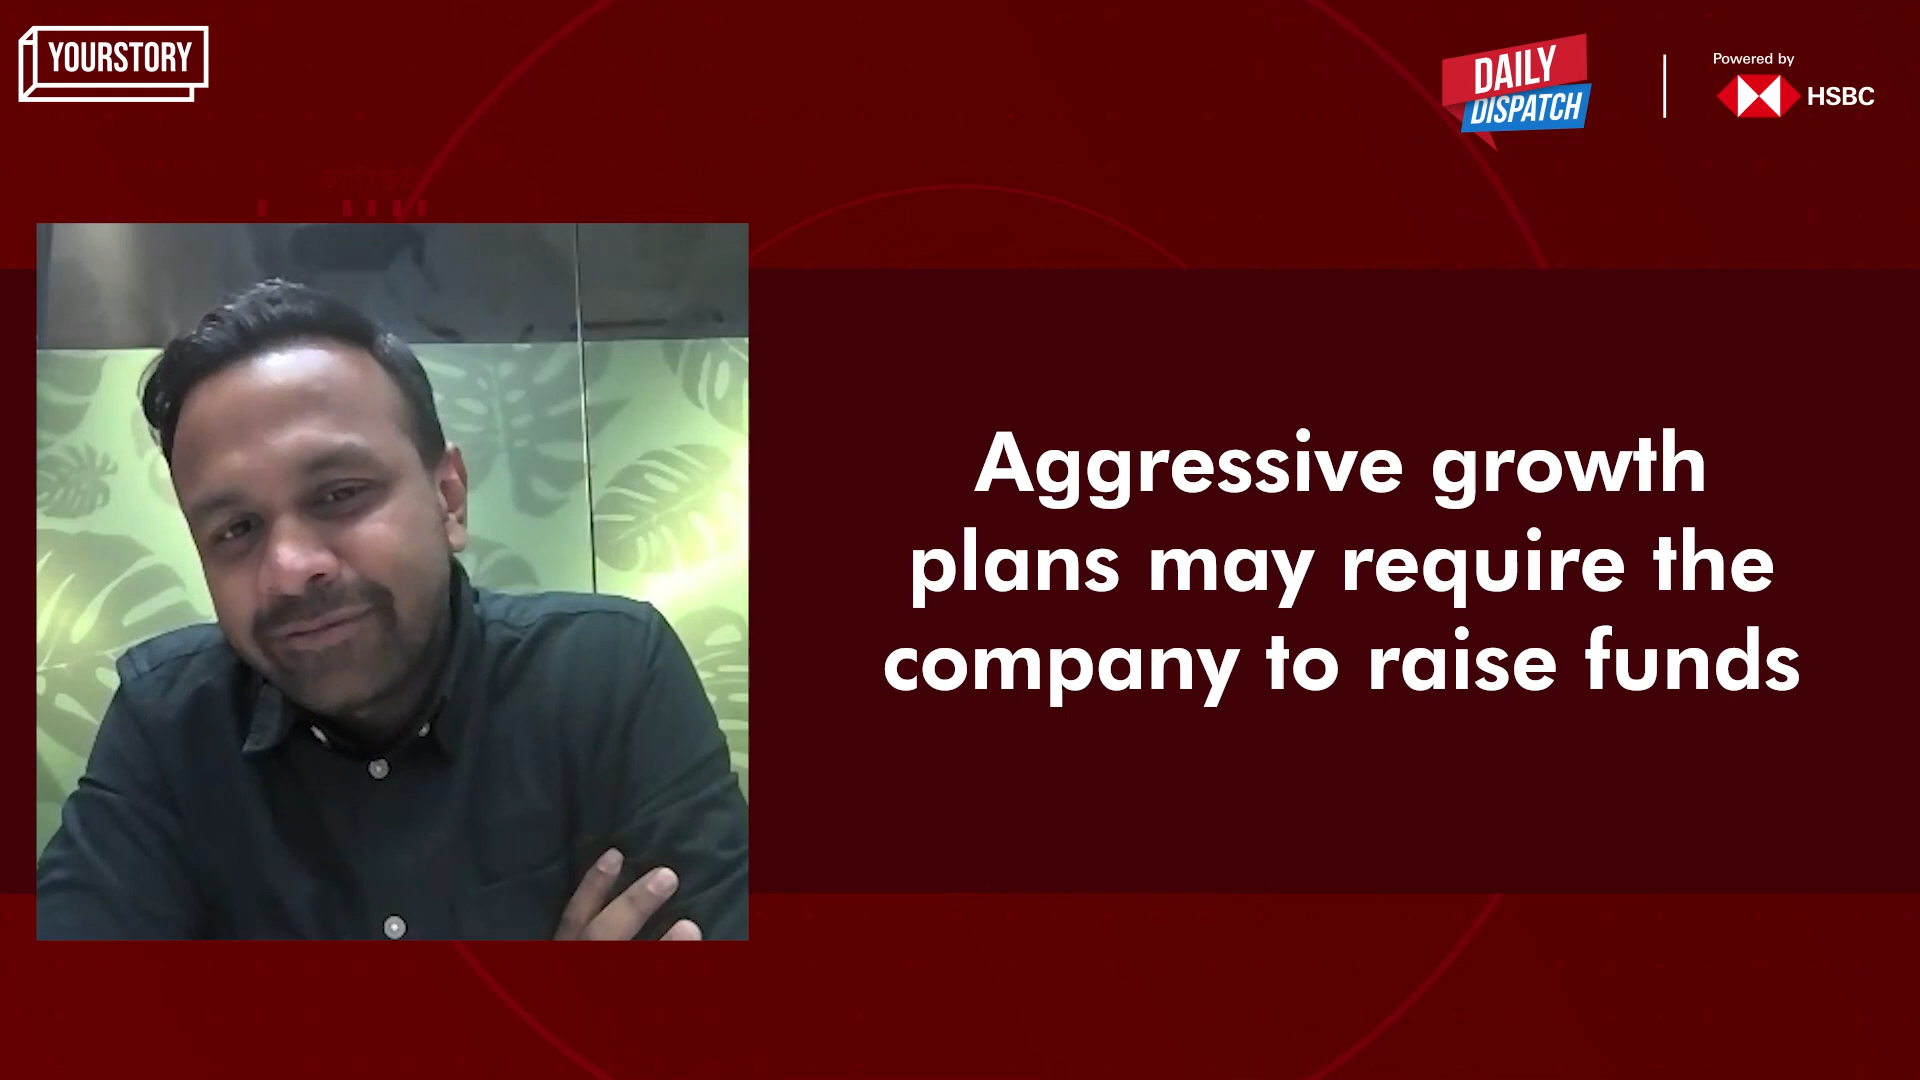 YOURSTORY
DAILY
DISPATCH
Powered by
HSBC
Aggressive growth
plans may require the
company to raise funds